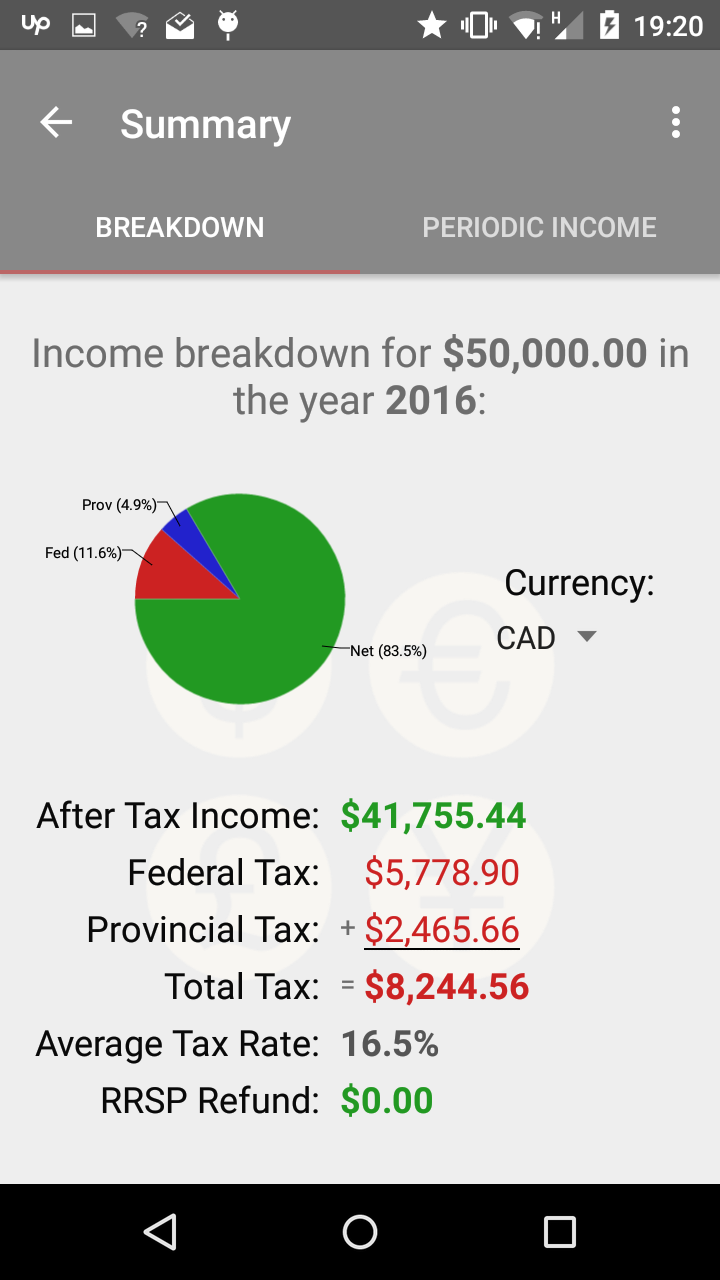 Up
H
19:20
Summary
BREAKDOWN
PERIODIC INCOME
Income breakdown for $50,000.00 in
the year 2016:
Prov (4.9%)
Fed (11.6%)
Net (83.5%)
Currency:
CAD
After Tax Income: $41,755.44
Federal Tax: $5,778.90
Provincial Tax: + $2,465.66
Total Tax: = $8,244.56
Average Tax Rate: 16.5%
RRSP Refund: $0.00